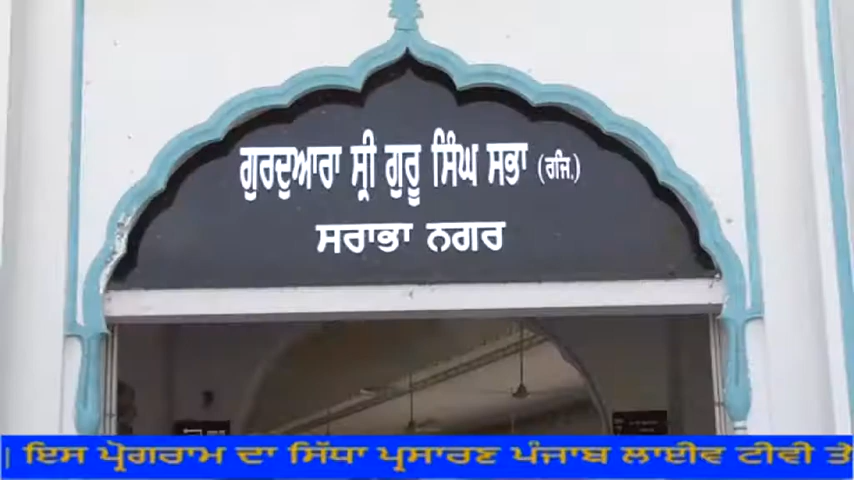 ਗੁਰਦੁਆਰਾ ਸ੍ਰੀ ਗੁਰੂ ਸਿੰਘ ਸਭਾ (ਰਜਿ.)
ਸਰਾਭਾ ਨਗਰ
| ਇਸ ਪ੍ਰੋਗਰਾਮ ਦਾ ਸਿੱਧਾ ਪ੍ਰਸਾਰਣ ਪੰਜਾਬ ਲਾਈਵ ਟੀਵੀ ਤੇ